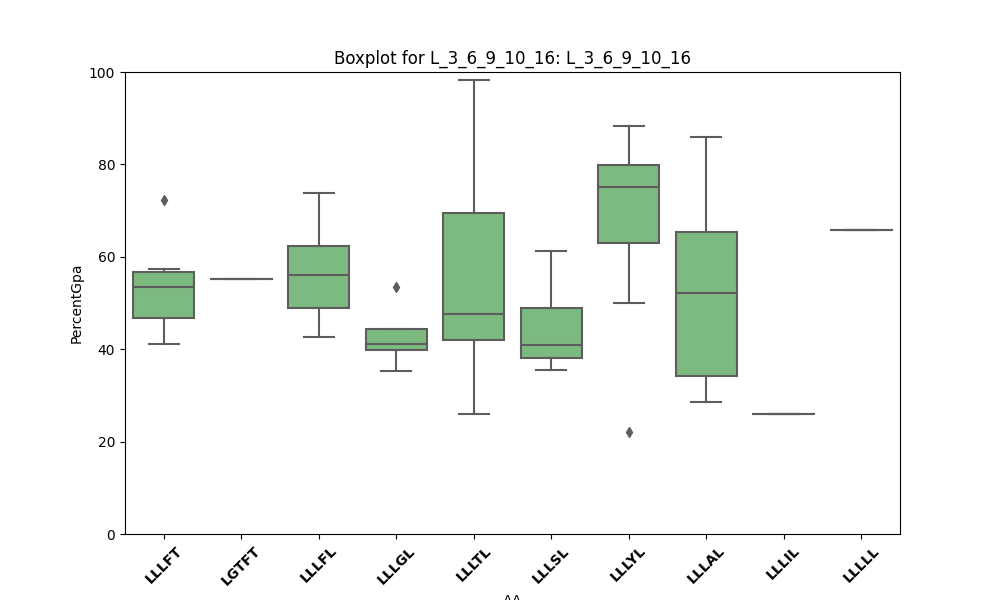 Boxplot for L_3_6_9_10_16: L_3_6_9_10_16
PercentGpa
100
80
60
40
20
0
LLLFT LGTFT LLLFL LLLGL LLLTL LLLSL LLLYL LLLAL LLLIL LLLLL
AA